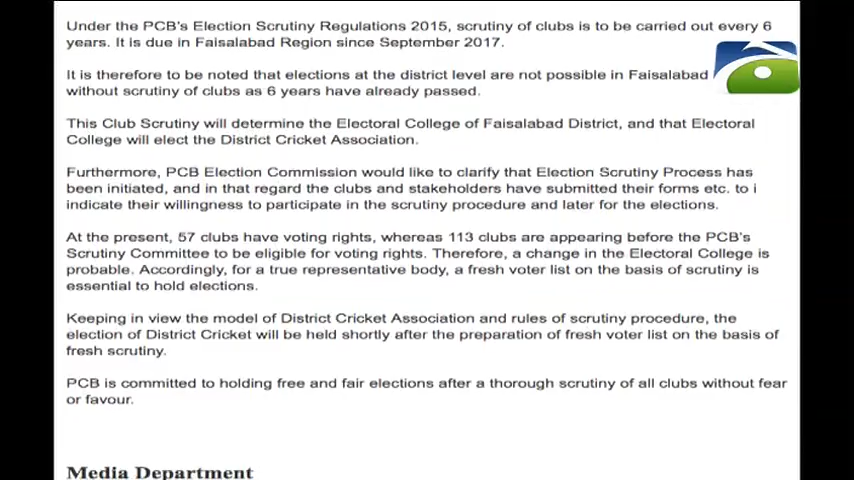 Under the PCB's Election Scrutiny Regulations 2015, scrutiny of clubs is to be carried out every 6
years. It is due in Faisalabad Region since September 2017.
It is therefore to be noted that elections at the district level are not possible in Faisalabad
without scrutiny of clubs as 6 years have already passed.
This Club Scrutiny will determine the Electoral College of Faisalabad District, and that Electoral
College will elect the District Cricket Association.
Furthermore, PCB Election Commission would like to clarify that Election Scrutiny Process has
been initiated, and in that regard the clubs and stakeholders have submitted their forms etc. to i
indicate their willingness to participate in the scrutiny procedure and later for the elections.
At the present, 57 clubs have voting rights, whereas 113 clubs are appearing before the PCB's
Scrutiny Committee to be eligible for voting rights. Therefore, a change in the Electoral College is
probable. Accordingly, for a true representative body, a fresh voter list on the basis of scrutiny is
essential to hold elections.
Keeping in view the model of District Cricket Association and rules of scrutiny procedure, the
election of District Cricket will be held shortly after the preparation of fresh voter list on the basis of
fresh scrutiny.
PCB is committed to holding free and fair elections after a thorough scrutiny of all clubs without fear
or favour.
Media Department